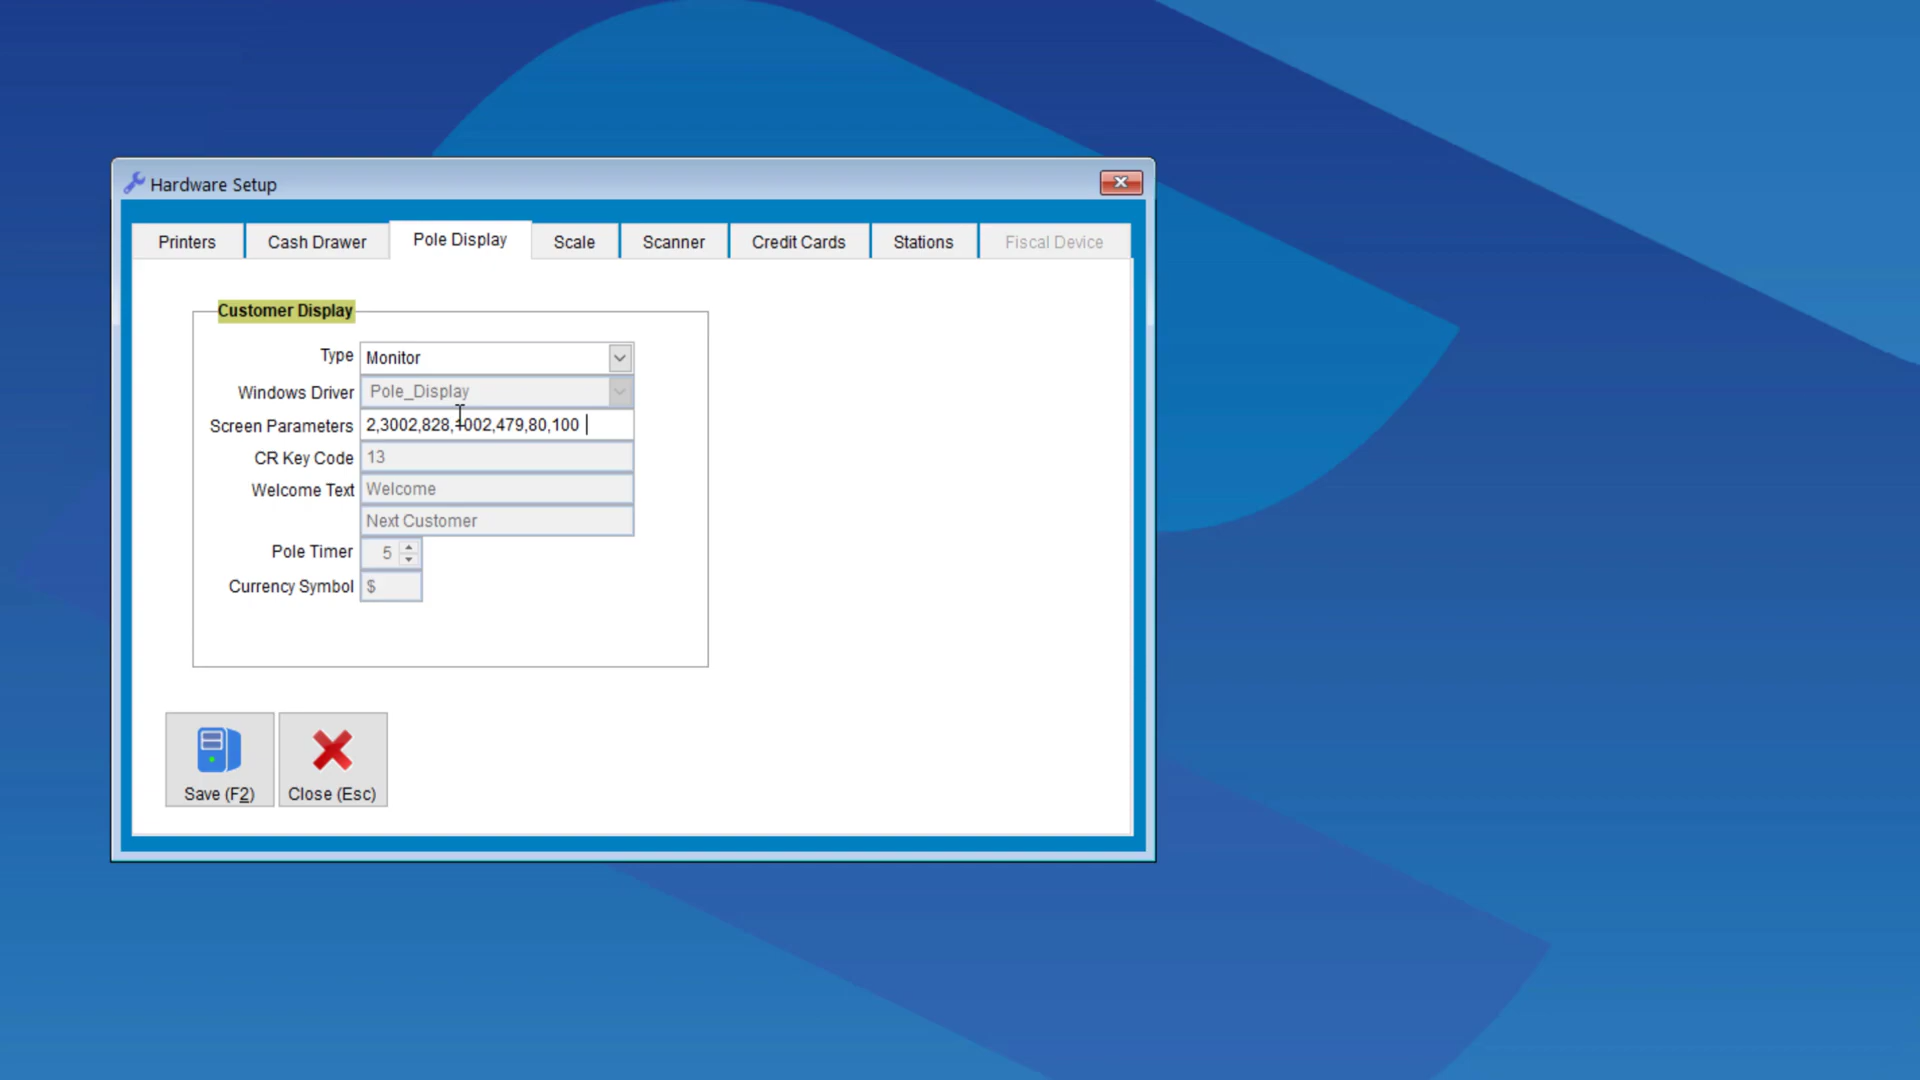 Hardware Setup
Printers
Cash Drawer
Pole Display
Scale
Scanner
Credit Cards
Stations
Fiscal Device
Customer Display
Type Monitor
Windows Driver Pole_Display
Screen Parameters 2,3002,828,1002,479,80,100
CR Key Code 13
Welcome Text Welcome
Next Customer
Pole Timer 5
Currency Symbol $
Save (F2)
Close (Esc)